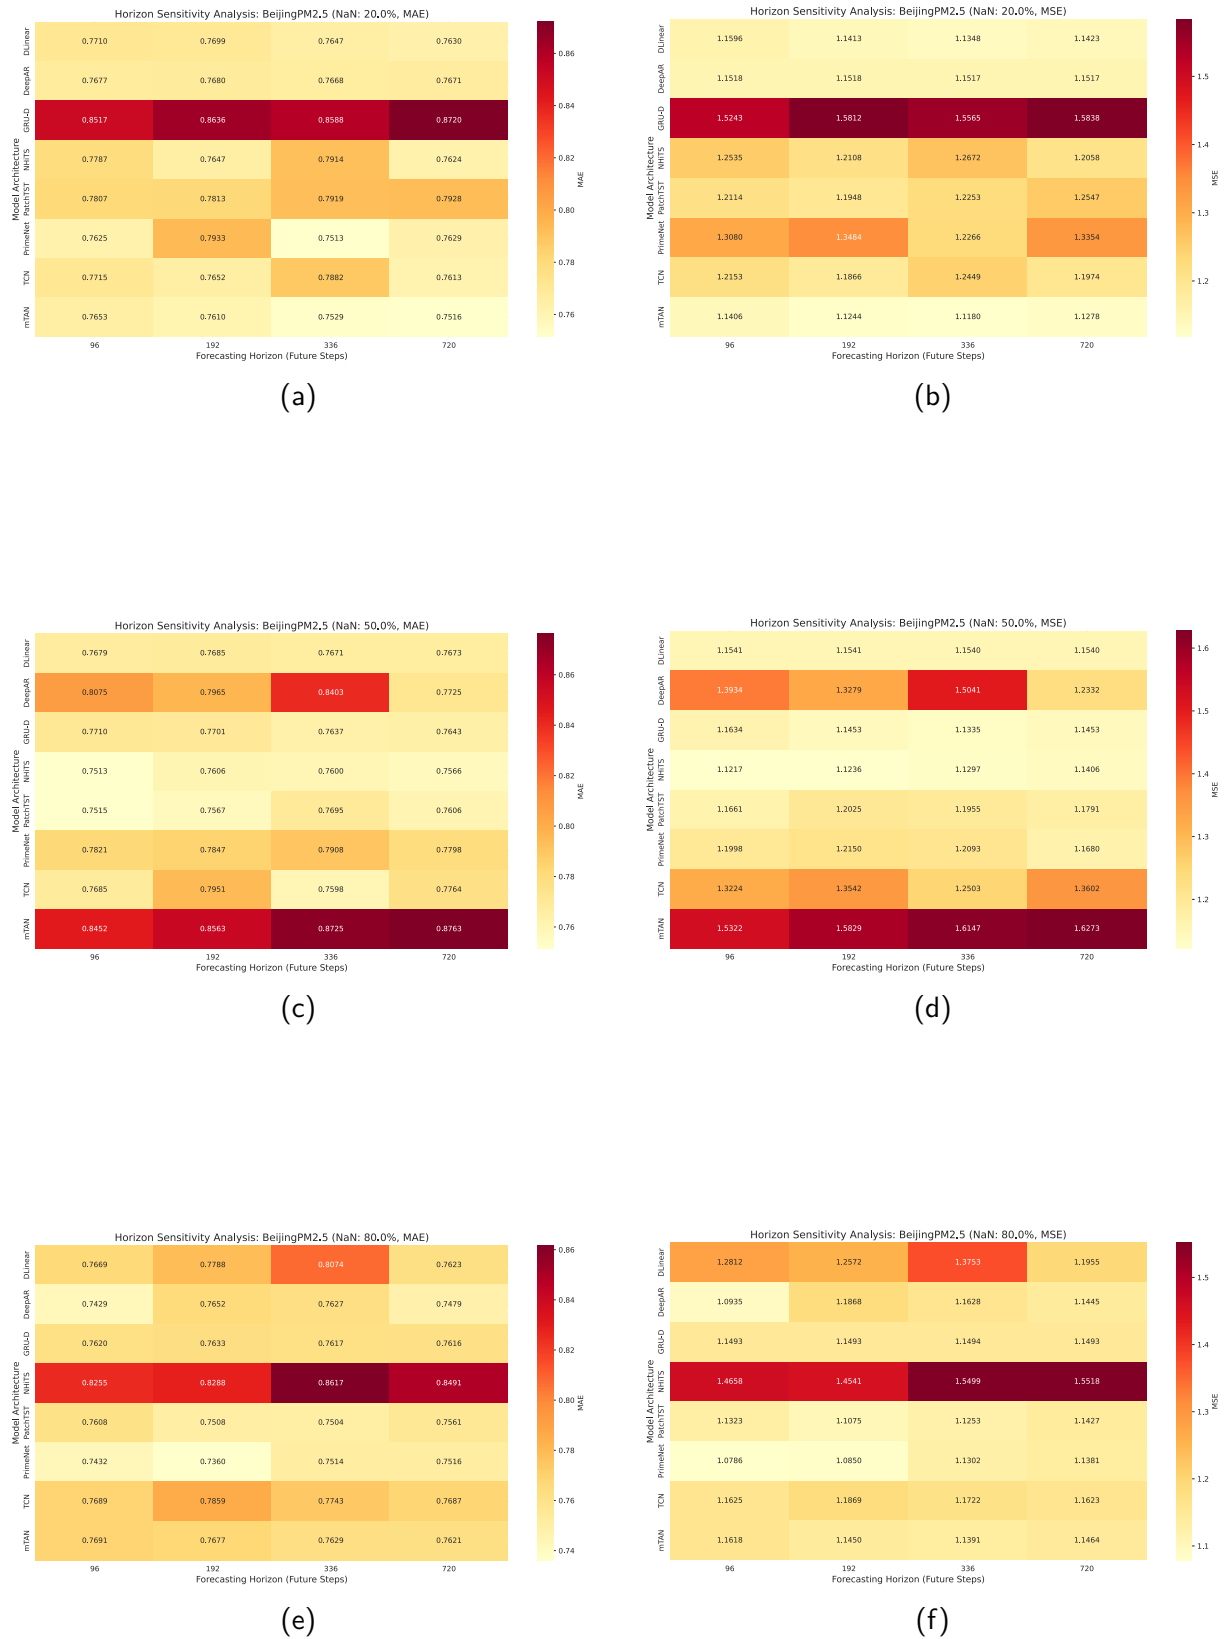 Horizon Sensitivity Analysis: BeijingPM2.5 (NaN: 20.0%, MAE)
Model Architecture
DLinear 0.7710 0.7699 0.7647 0.7630
DeepAR 0.7677 0.7680 0.7668 0.7671
GRU-D 0.8517 0.8636 0.8588 0.8720
NHiTS 0.7787 0.7647 0.7914 0.7624
PatchTST 0.7807 0.7813 0.7919 0.7928
PrimeNet 0.7625 0.7933 0.7513 0.7629
TCN 0.7715 0.7652 0.7882 0.7613
mTAN 0.7653 0.7610 0.7529 0.7516
96 192 336 720
Forecasting Horizon (Future Steps)
0.86
0.84
0.82
0.80
0.78
0.76
MAE
(a)
Horizon Sensitivity Analysis: BeijingPM2.5 (NaN: 20.0%, MSE)
Model Architecture
DLinear 1.1596 1.1413 1.1348 1.1423
DeepAR 1.1518 1.1518 1.1517 1.1517
GRU-D 1.5243 1.5812 1.5565 1.5838
NHiTS 1.2535 1.2108 1.2672 1.2058
PatchTST 1.2114 1.1948 1.2253 1.2547
PrimeNet 1.3080 1.3484 1.2266 1.3354
TCN 1.2153 1.1866 1.2449 1.1974
mTAN 1.1406 1.1244 1.1180 1.1278
96 192 336 720
Forecasting Horizon (Future Steps)
1.5
1.4
1.3
1.2
MSE
(b)
Horizon Sensitivity Analysis: BeijingPM2.5 (NaN: 50.0%, MAE)
Model Architecture
DLinear 0.7679 0.7685 0.7671 0.7673
DeepAR 0.8075 0.7965 0.8403 0.7725
GRU-D 0.7710 0.7701 0.7637 0.7643
NHiTS 0.7513 0.7606 0.7600 0.7566
PatchTST 0.7515 0.7567 0.7695 0.7606
PrimeNet 0.7821 0.7847 0.7908 0.7798
TCN 0.7685 0.7951 0.7598 0.7764
mTAN 0.8452 0.8563 0.8725 0.8763
96 192 336 720
Forecasting Horizon (Future Steps)
0.86
0.84
0.82
0.80
0.78
0.76
MAE
(c)
Horizon Sensitivity Analysis: BeijingPM2.5 (NaN: 50.0%, MSE)
Model Architecture
DLinear 1.1541 1.1541 1.1540 1.1540
DeepAR 1.3934 1.3279 1.5041 1.2332
GRU-D 1.1634 1.1453 1.1335 1.1453
NHiTS 1.1217 1.1236 1.1297 1.1406
PatchTST 1.1661 1.2025 1.1955 1.1791
PrimeNet 1.1998 1.2150 1.2093 1.1680
TCN 1.3224 1.3542 1.2503 1.3602
mTAN 1.5322 1.5829 1.6147 1.6273
96 192 336 720
Forecasting Horizon (Future Steps)
1.6
1.5
1.4
1.3
1.2
MSE
(d)
Horizon Sensitivity Analysis: BeijingPM2.5 (NaN: 80.0%, MAE)
Model Architecture
DLinear 0.7669 0.7788 0.8074 0.7623
DeepAR 0.7429 0.7652 0.7627 0.7479
GRU-D 0.7620 0.7633 0.7617 0.7616
NHiTS 0.8255 0.8288 0.8617 0.8491
PatchTST 0.7608 0.7508 0.7504 0.7561
PrimeNet 0.7432 0.7360 0.7514 0.7516
TCN 0.7689 0.7859 0.7743 0.7687
mTAN 0.7691 0.7677 0.7629 0.7621
96 192 336 720
Forecasting Horizon (Future Steps)
0.86
0.84
0.82
0.80
0.78
0.76
0.74
MAE
(e)
Horizon Sensitivity Analysis: BeijingPM2.5 (NaN: 80.0%, MSE)
Model Architecture
DLinear 1.2812 1.2572 1.3753 1.1955
DeepAR 1.0935 1.1868 1.1628 1.1445
GRU-D 1.1493 1.1493 1.1494 1.1493
NHiTS 1.4658 1.4541 1.5499 1.5518
PatchTST 1.1323 1.1075 1.1253 1.1427
PrimeNet 1.0786 1.0850 1.1302 1.1381
TCN 1.1625 1.1869 1.1722 1.1623
mTAN 1.1618 1.1450 1.1391 1.1464
96 192 336 720
Forecasting Horizon (Future Steps)
1.5
1.4
1.3
1.2
1.1
MSE
(f)